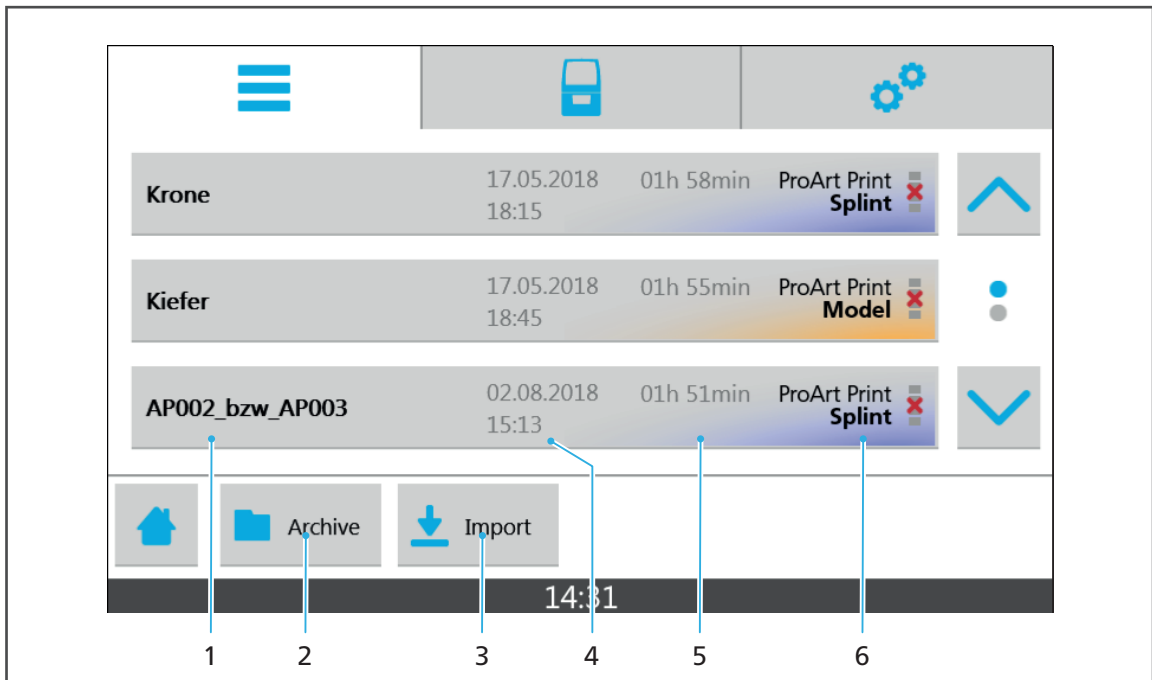 Krone 17.05.2018 01h 58min ProArt Print
18:15 Splint
Kiefer 17.05.2018 01h 55min ProArt Print
18:45 Model
AP002_bzw_AP003 02.08.2018 01h 51min ProArt Print
15:13 Splint
Archive Import
14:31
1 2 3 4 5 6